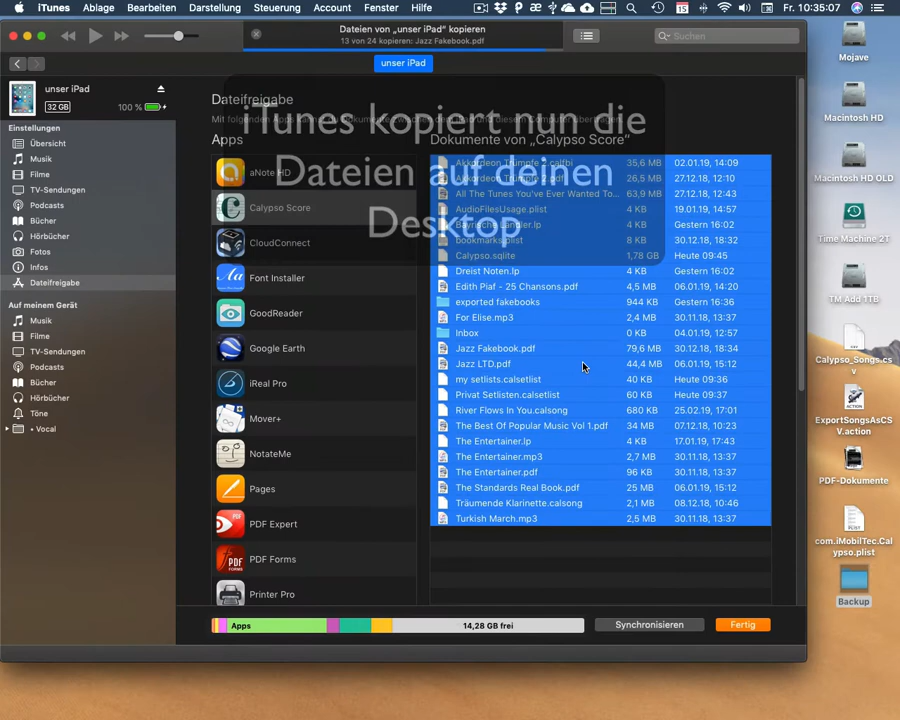 iTunes Ablage Bearbeiten Darstellung Steuerung Account Fenster Hilfe 15 Fr. 10:35:07
Dateien von „unser iPad“ kopieren
13 von 24 kopieren: Jazz Fakebook.pdf
Suchen
unser iPad
unser iPad
32 GB 100 %
Einstellungen
Übersicht
Musik
Filme
TV-Sendungen
Podcasts
Bücher
Hörbücher
Fotos
Infos
Dateifreigabe
Auf meinem Gerät
Musik
Filme
TV-Sendungen
Podcasts
Bücher
Hörbücher
Töne
Vocal
iTunes kopiert nun die
Dateien auf deinen
Desktop
Dateifreigabe
Apps
aNote HD
Calypso Score
CloudConnect
Font Installer
GoodReader
Google Earth
iReal Pro
Mover+
NotateMe
Pages
PDF Expert
PDF Forms
Printer Pro
Dokumente von „Calypso Score“
35,6 MB 02.01.19, 14:09
26,5 MB 27.12.18, 12:10
All The Tunes You've Ever Wanted To... 63,9 MB 27.12.18, 12:43
AudioFilesUsage.plist 4 KB 19.01.19, 14:57
Bayrische Ländler.lp 4 KB Gestern 16:02
bookmarks.plist 8 KB 30.12.18, 18:32
Calypso.sqlite 1,78 GB Heute 09:45
Dreist Noten.lp 4 KB Gestern 16:02
Edith Piaf - 25 Chansons.pdf 4,5 MB 06.01.19, 14:20
exported fakebooks 944 KB Gestern 16:36
For Elise.mp3 2,4 MB 30.11.18, 13:37
Inbox 0 KB 04.01.19, 12:57
Jazz Fakebook.pdf 79,6 MB 30.12.18, 18:34
Jazz LTD.pdf 44,4 MB 06.01.19, 15:12
my setlists.calsetlist 40 KB Heute 09:36
Privat Setlisten.calsetlist 60 KB Heute 09:37
River Flows In You.calsong 680 KB 25.02.19, 17:01
The Best Of Popular Music Vol 1.pdf 34 MB 07.12.18, 10:23
The Entertainer.lp 4 KB 17.01.19, 17:43
The Entertainer.mp3 2,7 MB 30.11.18, 13:37
The Entertainer.pdf 96 KB 30.11.18, 13:37
The Standards Real Book.pdf 25 MB 06.01.19, 15:12
Träumende Klarinette.calsong 2,1 MB 08.12.18, 10:46
Turkish March.mp3 2,5 MB 30.11.18, 13:37
Apps 14,28 GB frei
Synchronisieren Fertig
Mojave
Macintosh HD
Macintosh HD OLD
Time Machine 2T
TM Add 1TB
Calypso_Songs.cs
v
ACTION
ExportSongsAsCS
V.action
PDF-Dokumente
com.iMobilTec.Cal
ypso.plist
Backup